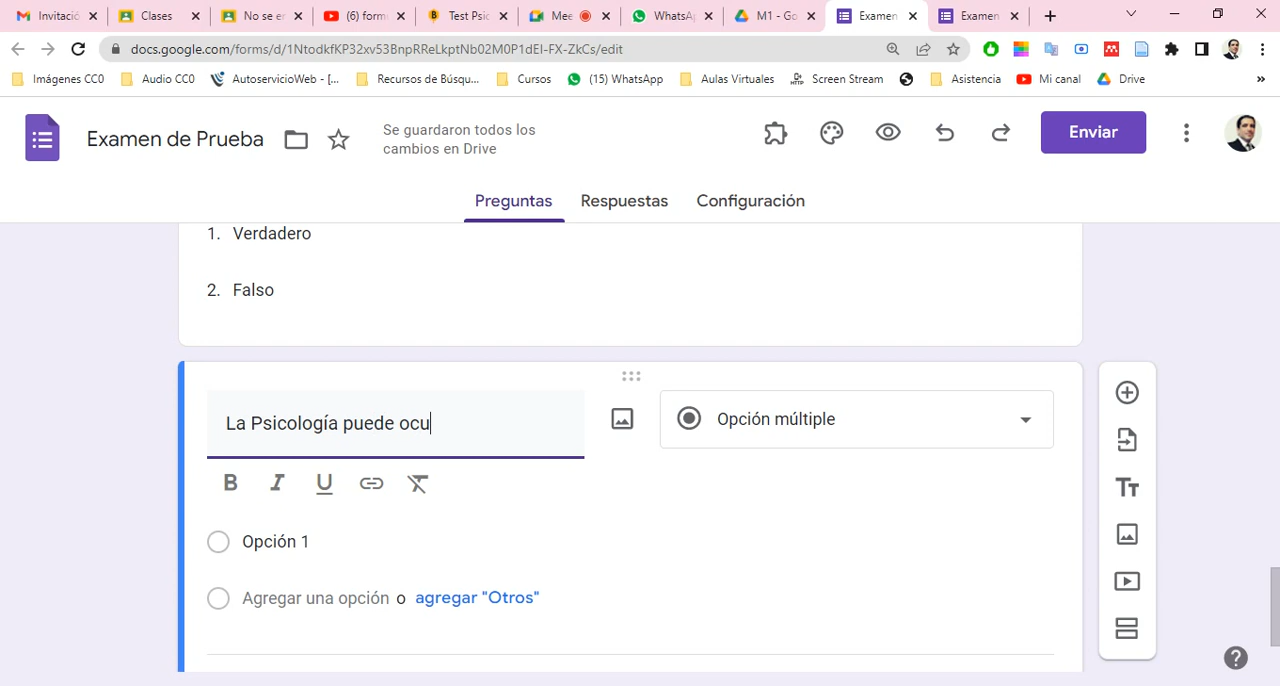 Invitació
Clases
No se en
(6) form
Test Psic
Mee
WhatsA
M1 - Go
Examen
Examen
docs.google.com/forms/d/1NtodkfKP32xv53BnpRReLkptNb02M0P1dEI-FX-ZkCs/edit
Imágenes CC0
Audio CC0
AutoservicioWeb - [...
Recursos de Búsqu...
Cursos
(15) WhatsApp
Aulas Virtuales
Screen Stream
Asistencia
Mi canal
Drive
»
Examen de Prueba
Se guardaron todos los
cambios en Drive
Enviar
Preguntas
Respuestas
Configuración
1. Verdadero
2. Falso
La Psicología puede ocu
Opción múltiple
B I U
Opción 1
Agregar una opción o agregar "Otros"
Tт